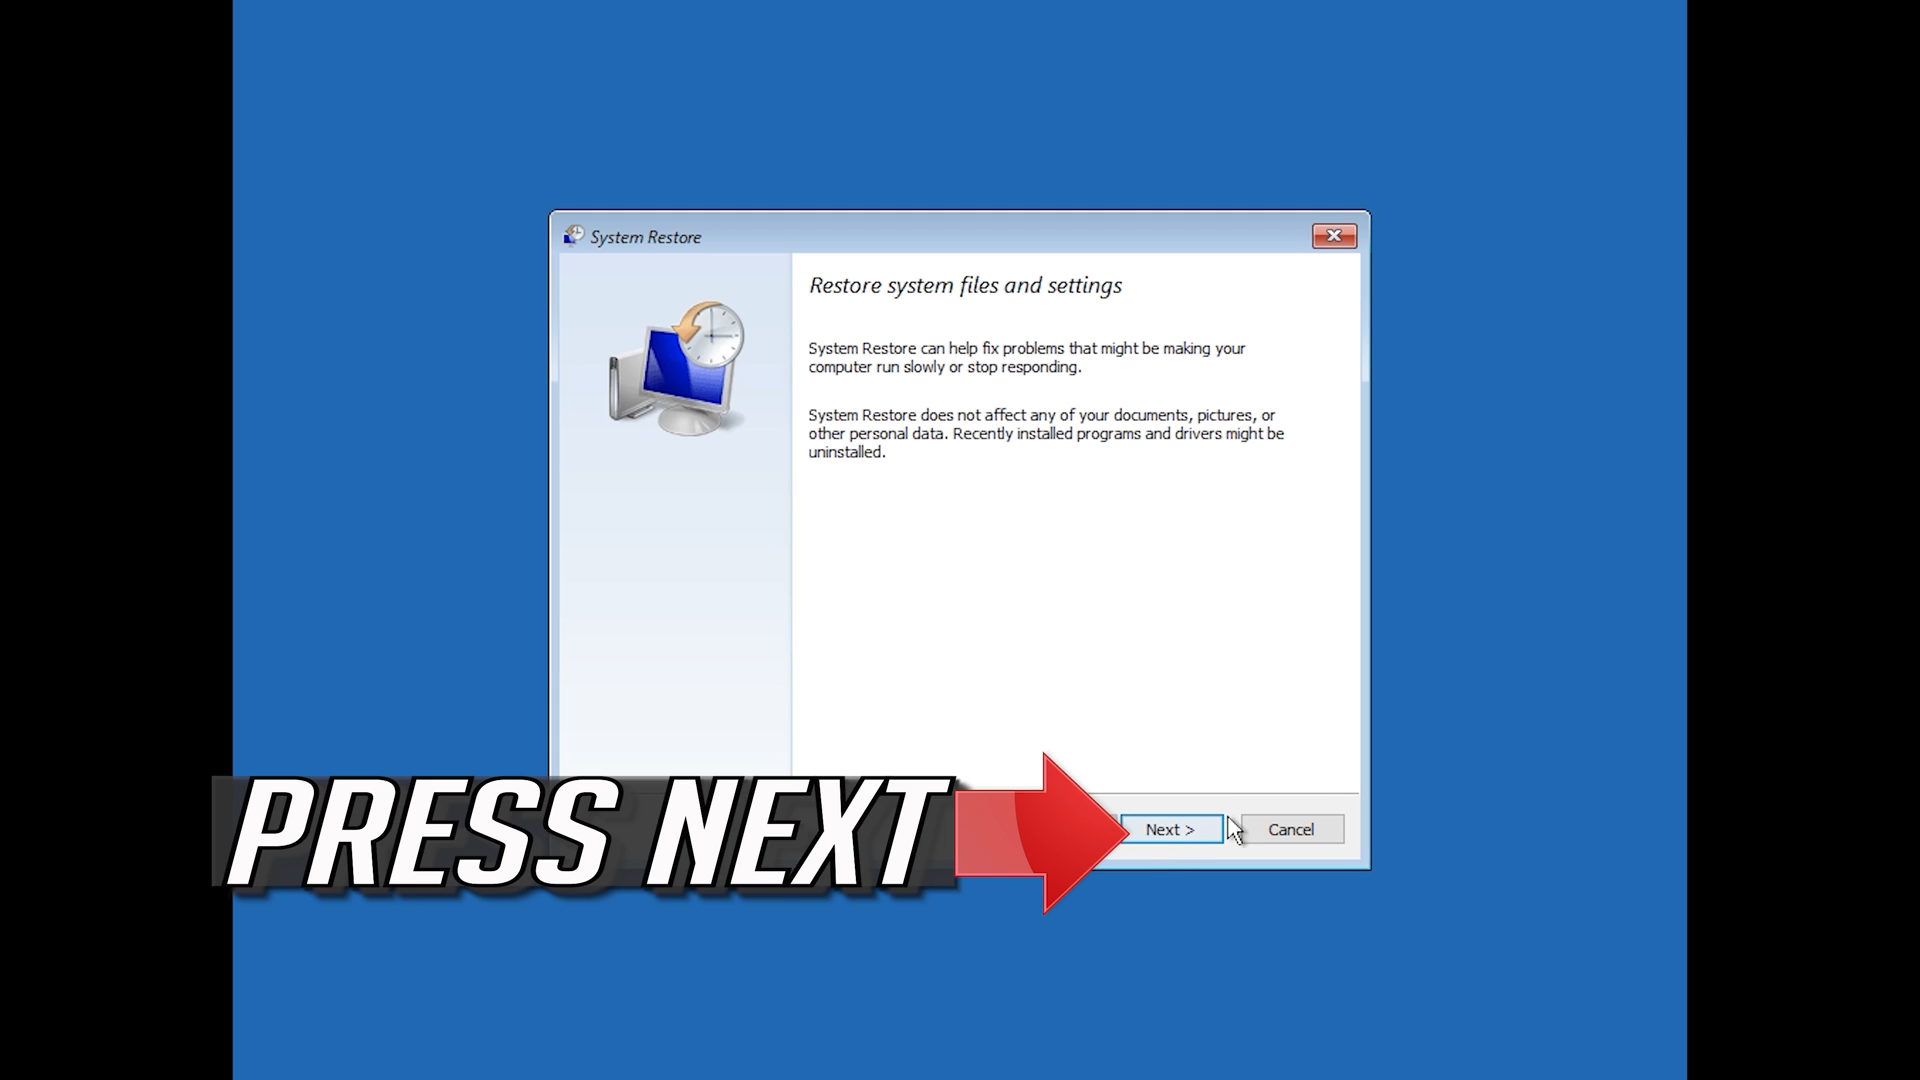 System Restore
Restore system files and settings
System Restore can help fix problems that might be making your
computer run slowly or stop responding.
System Restore does not affect any of your documents, pictures, or
other personal data. Recently installed programs and drivers might be
uninstalled.
PRESS NEXT
Next >
Cancel